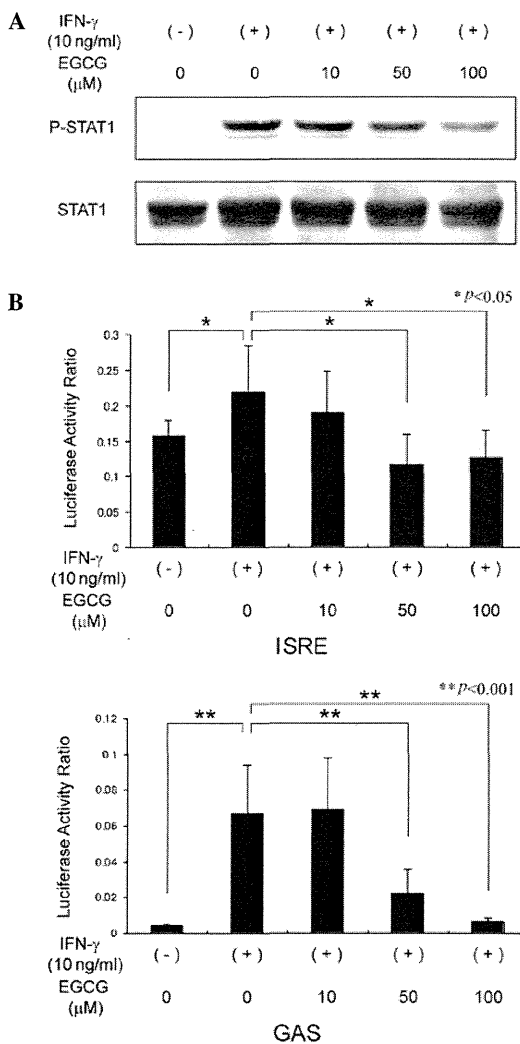 A
IFN-γ (-) (+) (+) (+) (+)
(10 ng/ml)
EGCG 0 0 10 50 100
(μM)
P-STAT1
STAT1
B
* p<0.05
* * *
Luciferase Activity Ratio
0.3
0.25
0.2
0.15
0.1
0.05
0
IFN-γ (-) (+) (+) (+) (+)
(10 ng/ml)
EGCG 0 0 10 50 100
(μM)
ISRE
** p<0.001
** ** **
Luciferase Activity Ratio
0.12
0.1
0.08
0.06
0.04
0.02
0
IFN-γ (-) (+) (+) (+) (+)
(10 ng/ml)
EGCG 0 0 10 50 100
(μM)
GAS